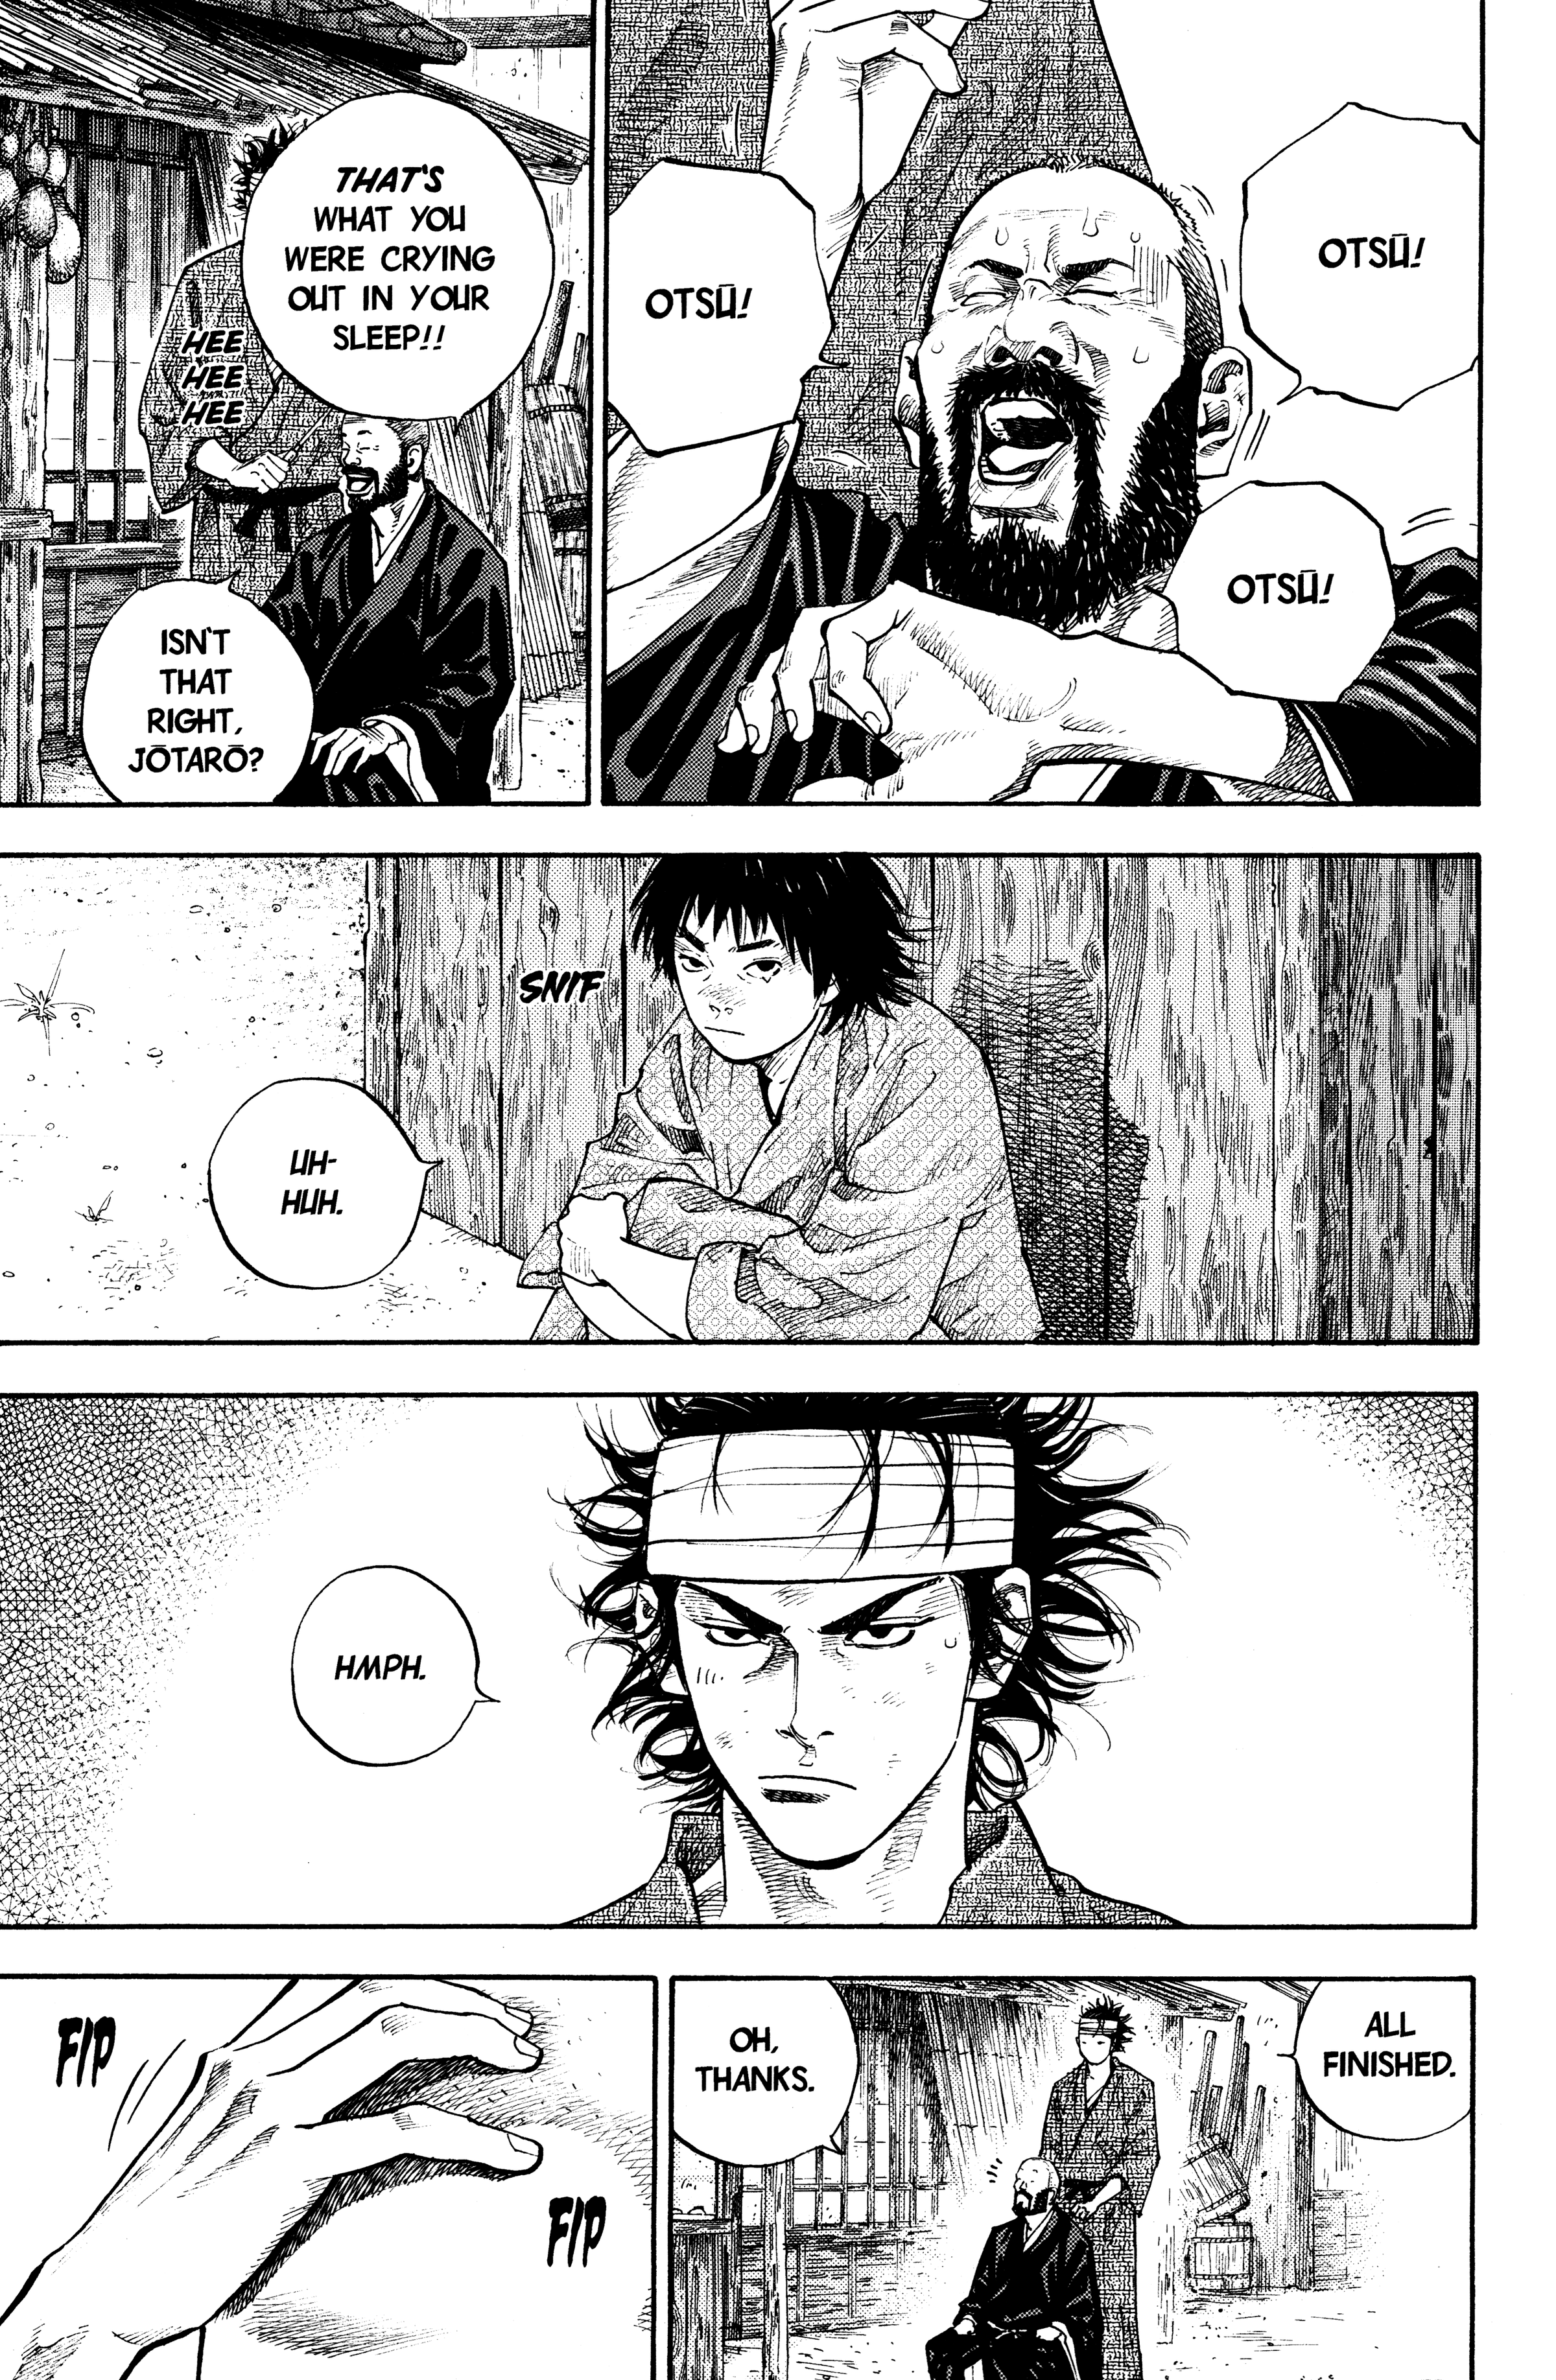 OTSŪ!
OTSŪ!
OTSŪ!
THAT'S
WHAT YOU
WERE CRYING
OUT IN YOUR
SLEEP!!
HEE
HEE
HEE
ISN'T
THAT
RIGHT,
JŌTARŌ?
SNIF
UH-
HUH.
HMPH.
ALL
FINISHED.
OH,
THANKS.
FIP
FIP